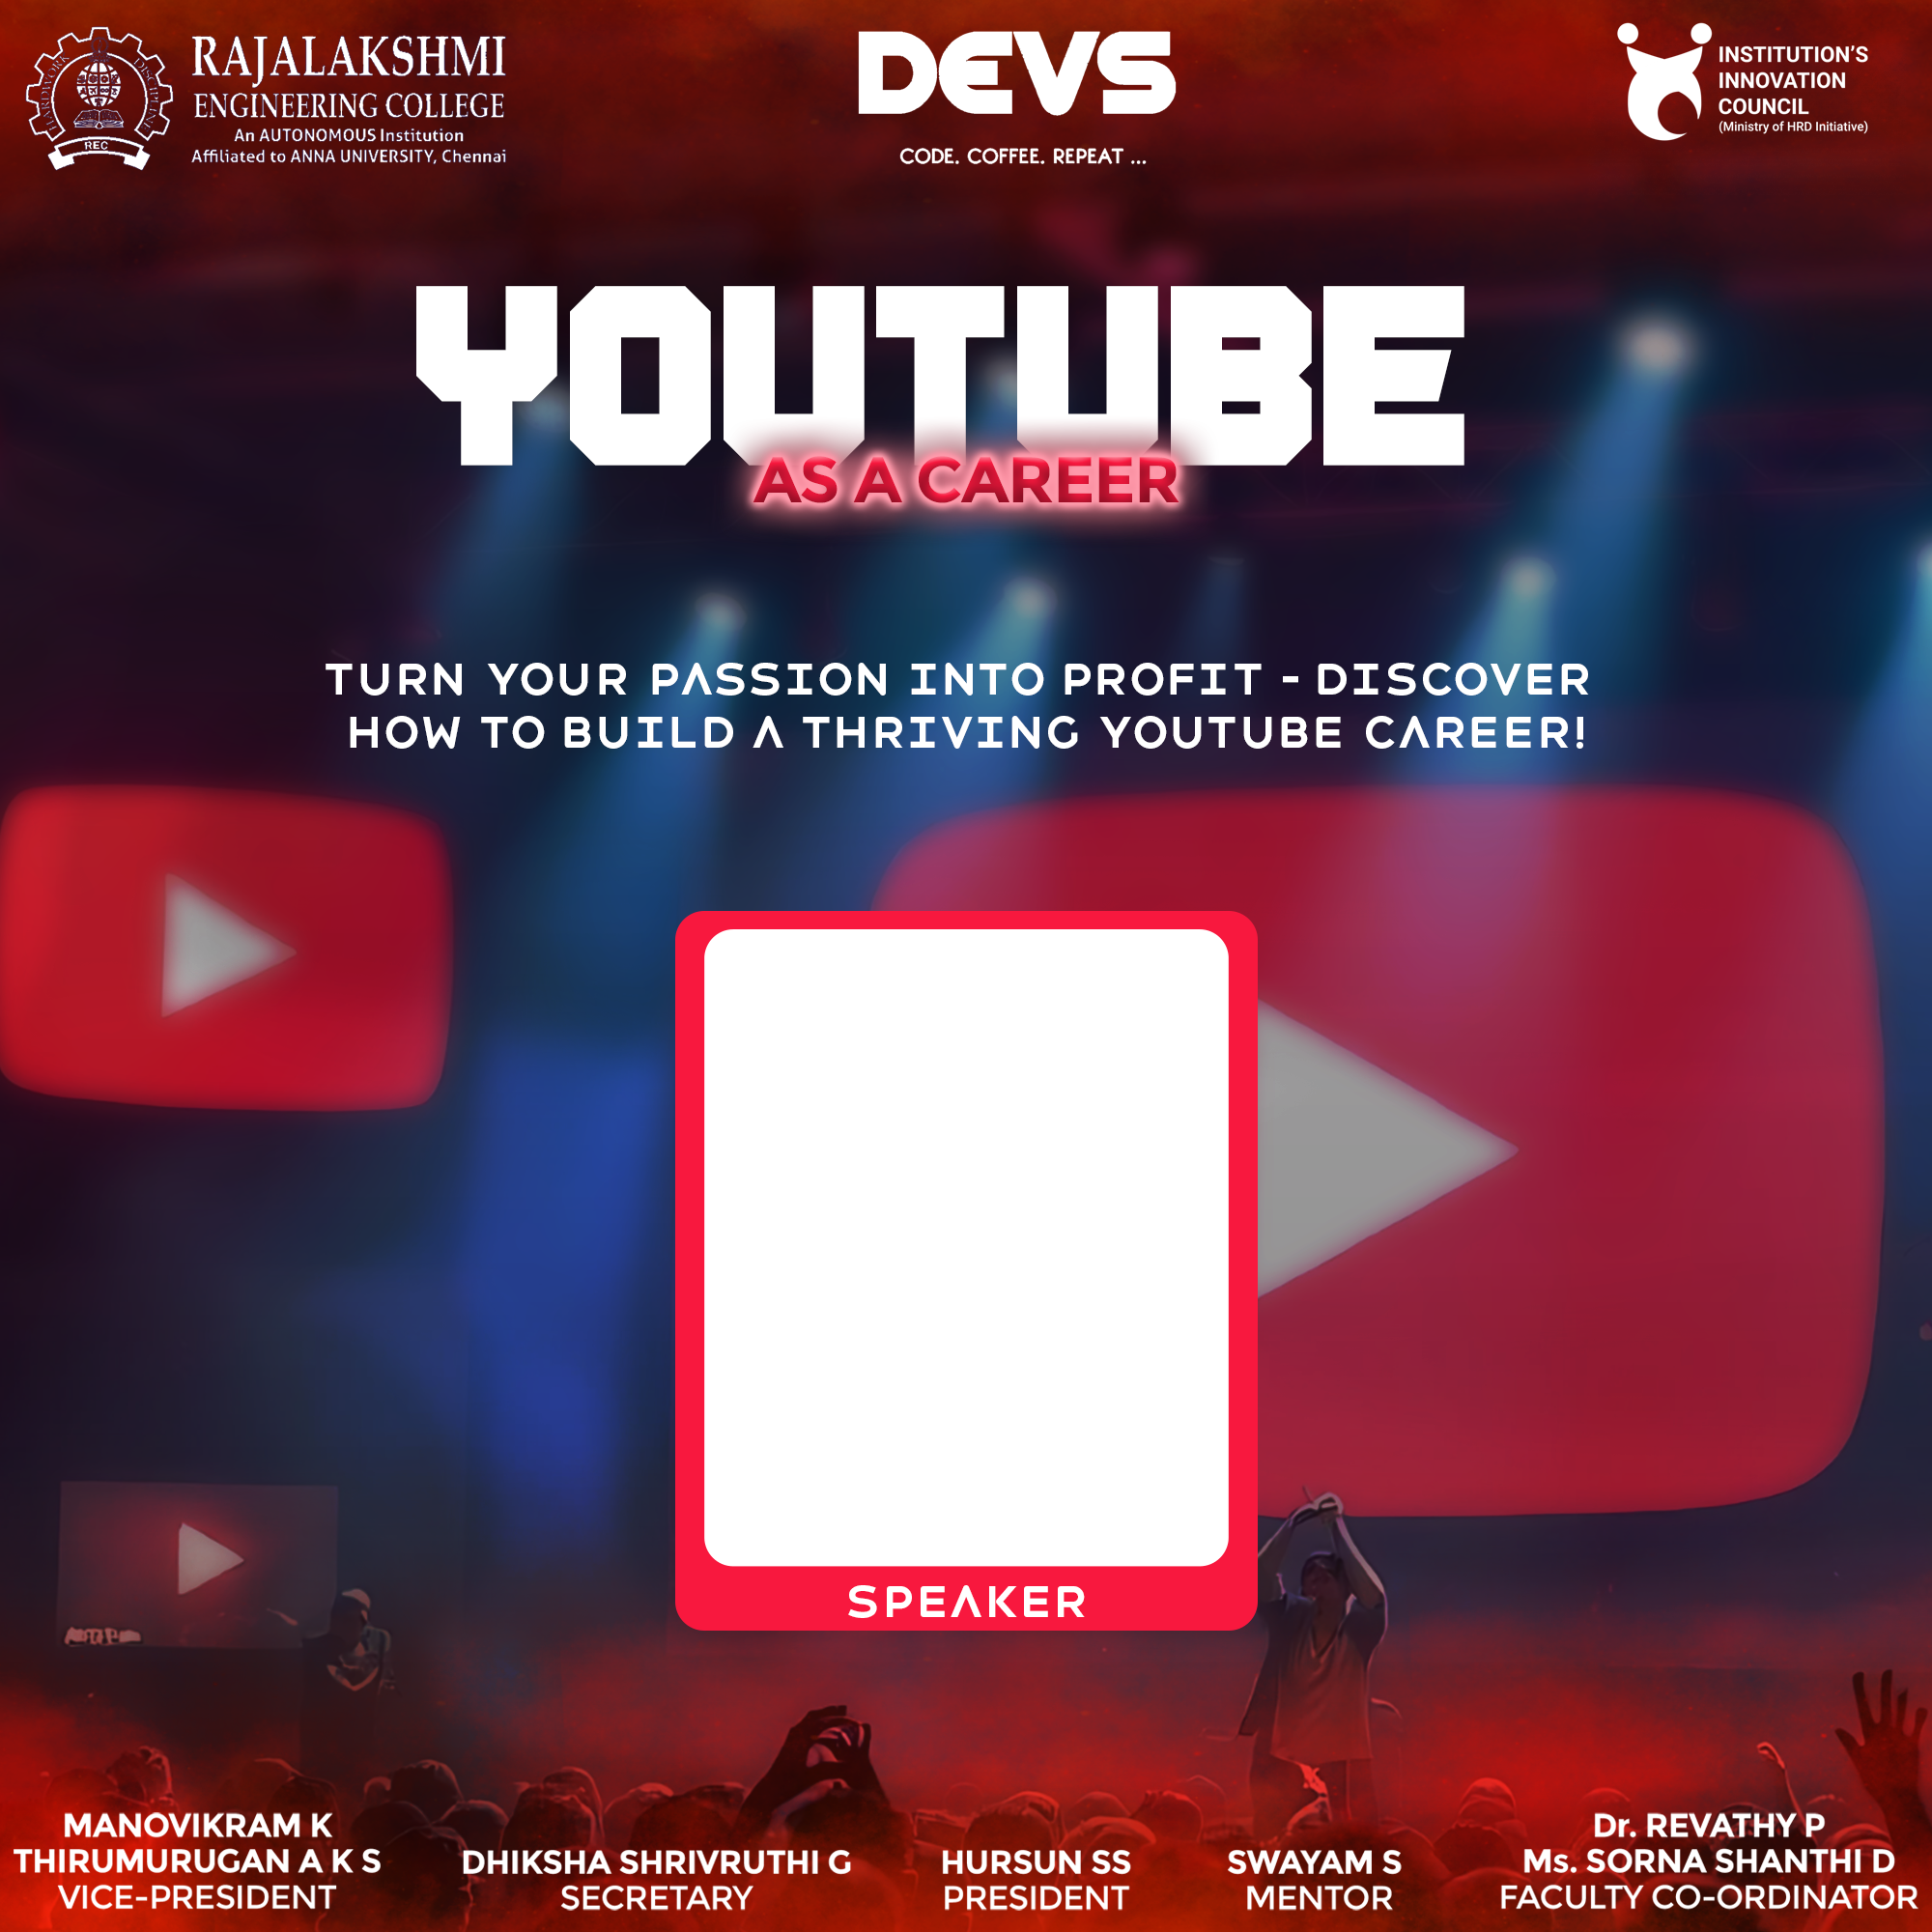 RAJALAKSHMI
ENGINEERING COLLEGE
An AUTONOMOUS Institution
Affiliated to ANNA UNIVERSITY, Chennai
HARDWORK
DISCIPLINE
REC
DEVS
CODE. COFFEE. REPEAT ...
INSTITUTION'S
INNOVATION
COUNCIL
(Ministry of HRD Initiative)
YOUTUBE
AS A CAREER
TURN YOUR PASSION INTO PROFIT - DISCOVER
HOW TO BUILD A THRIVING YOUTUBE CAREER!
SPEAKER
MANOVIKRAM K
THIRUMURUGAN A K S
VICE-PRESIDENT
DHIKSHA SHRIVRUTHI G
SECRETARY
HURSUN SS
PRESIDENT
SWAYAM S
MENTOR
Dr. REVATHY P
Ms. SORNA SHANTHI D
FACULTY CO-ORDINATOR